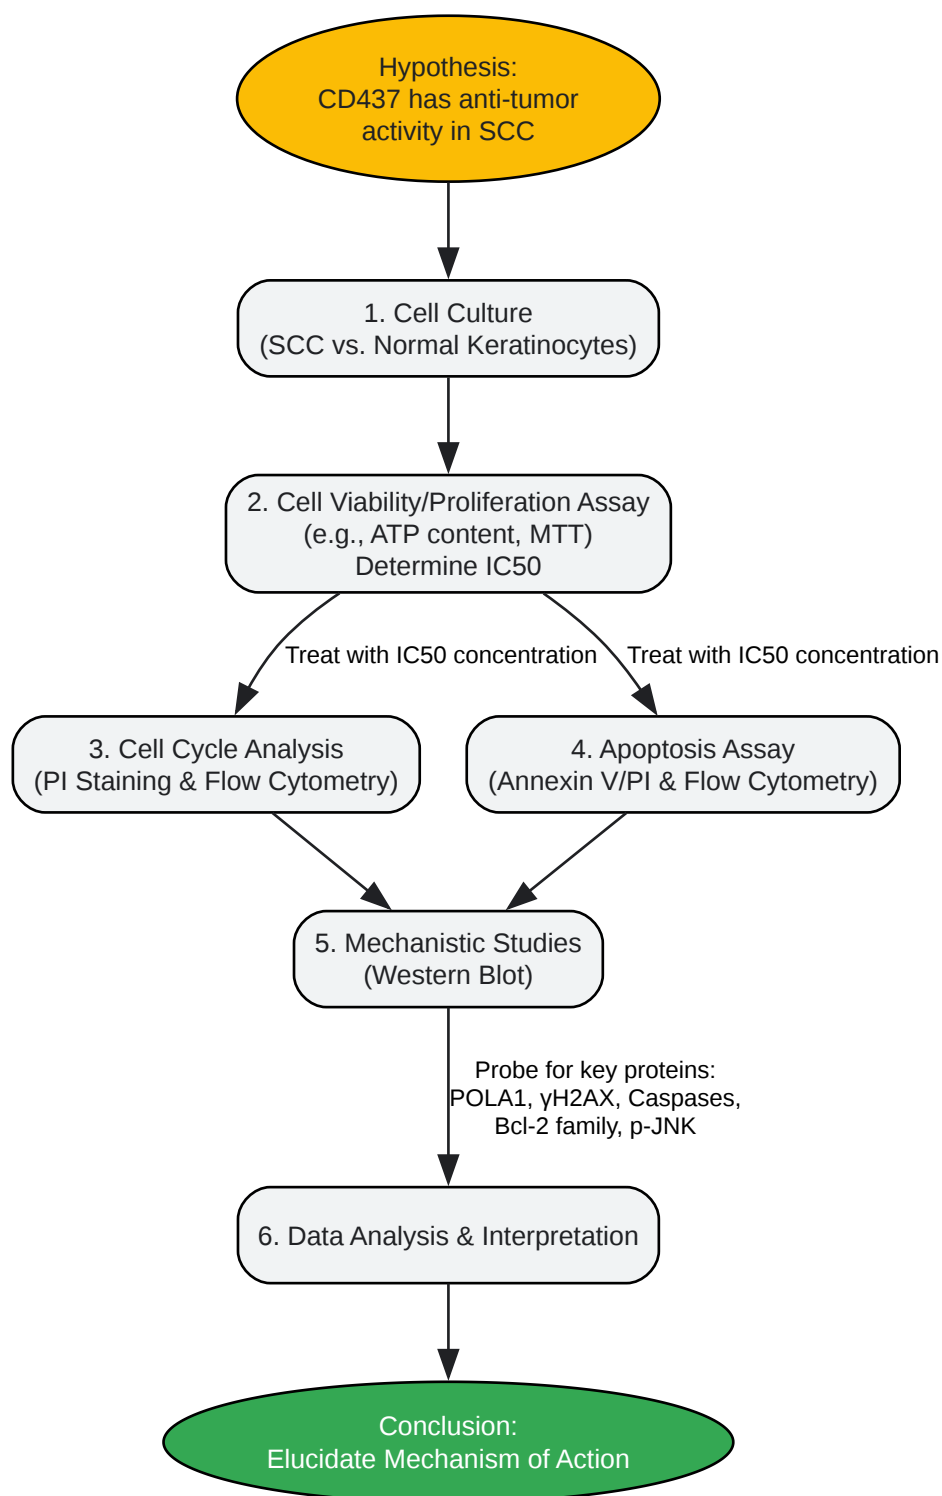 Hypothesis:
CD437 has anti-tumor
activity in SCC
1. Cell Culture
(SCC vs. Normal Keratinocytes)
2. Cell Viability/Proliferation Assay
(e.g., ATP content, MTT)
Determine IC50
Treat with IC50 concentration
Treat with IC50 concentration
3. Cell Cycle Analysis
(PI Staining & Flow Cytometry)
4. Apoptosis Assay
(Annexin V/PI & Flow Cytometry)
5. Mechanistic Studies
(Western Blot)
Probe for key proteins:
POLA1, γH2AX, Caspases,
Bcl-2 family, p-JNK
6. Data Analysis & Interpretation
Conclusion:
Elucidate Mechanism of Action